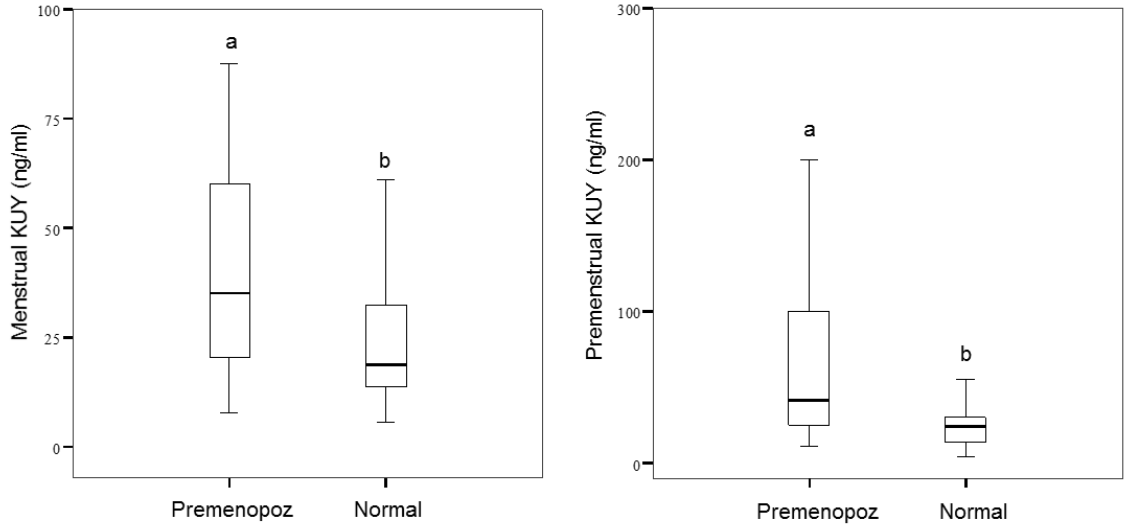 Menstrual KUY (ng/ml)
100
75
50
25
0
a
b
Premenopoz
Normal
Premenstrual KUY (ng/ml)
300
200
100
0
a
b
Premenopoz
Normal